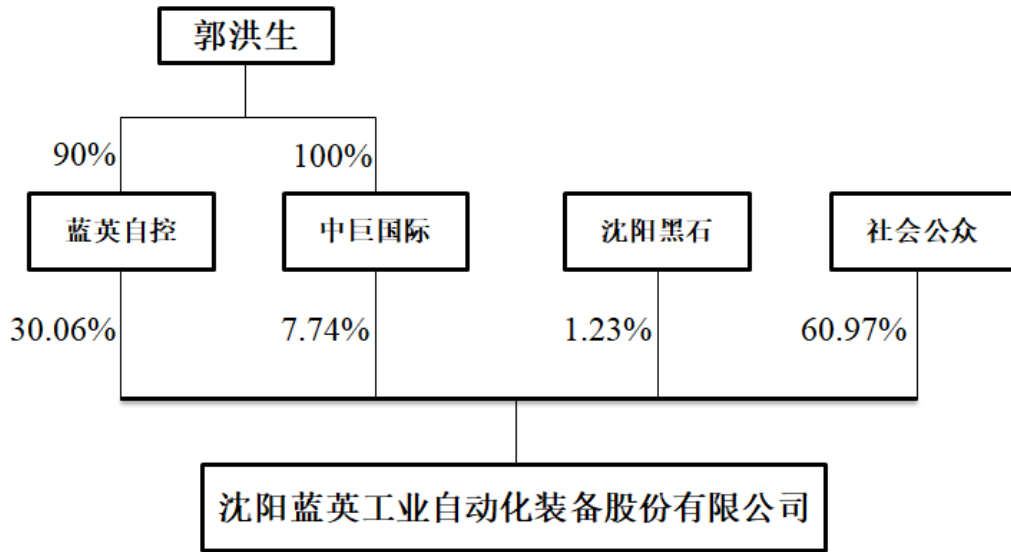 郭洪生
90%
100%
蓝英自控
中巨国际
沈阳黑石
社会公众
30.06%
7.74%
1.23%
60.97%
沈阳蓝英工业自动化装备股份有限公司